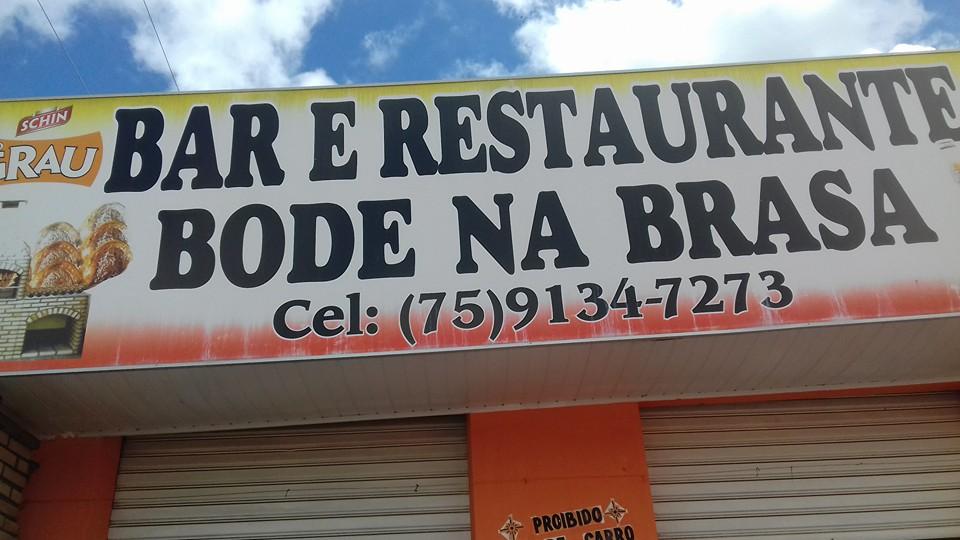 SCHIN
GRAU
BAR E RESTAURANTE
BODE NA BRASA
Cel: (75)9134-7273
PROIBIDO
CARRO